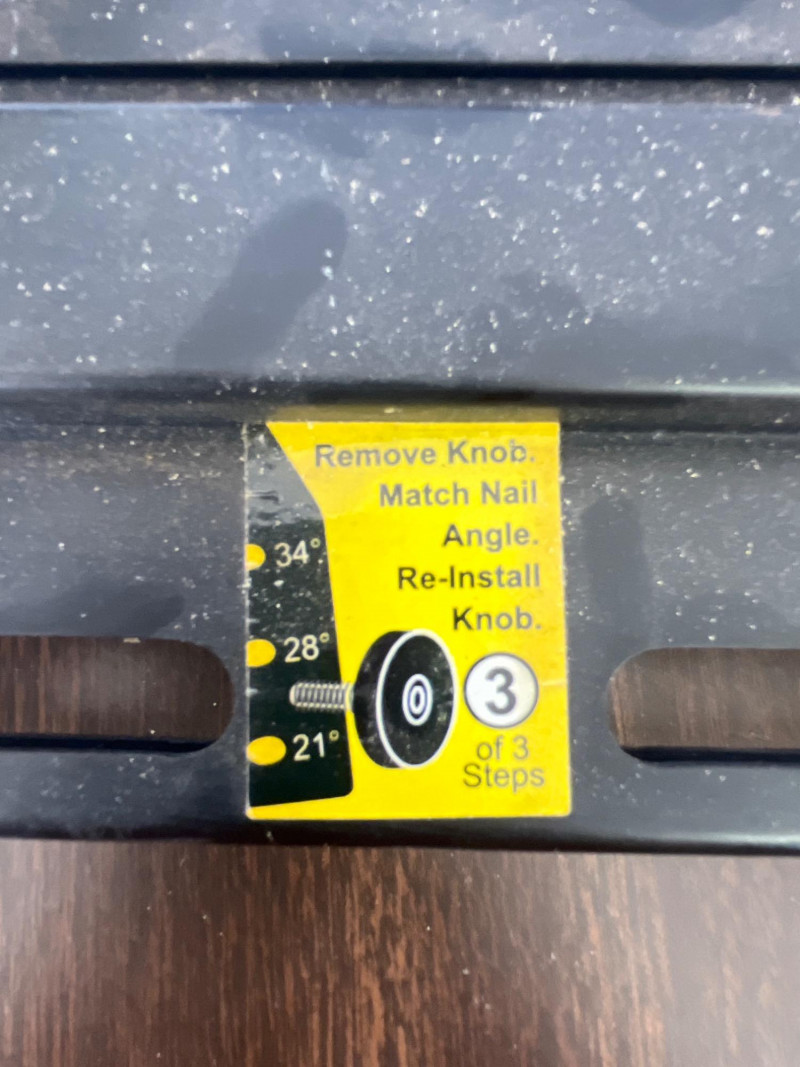 Remove Knob.
Match Nail
Angle.
Re-Install
Knob.
34°
28°
21°
3
of 3
Steps